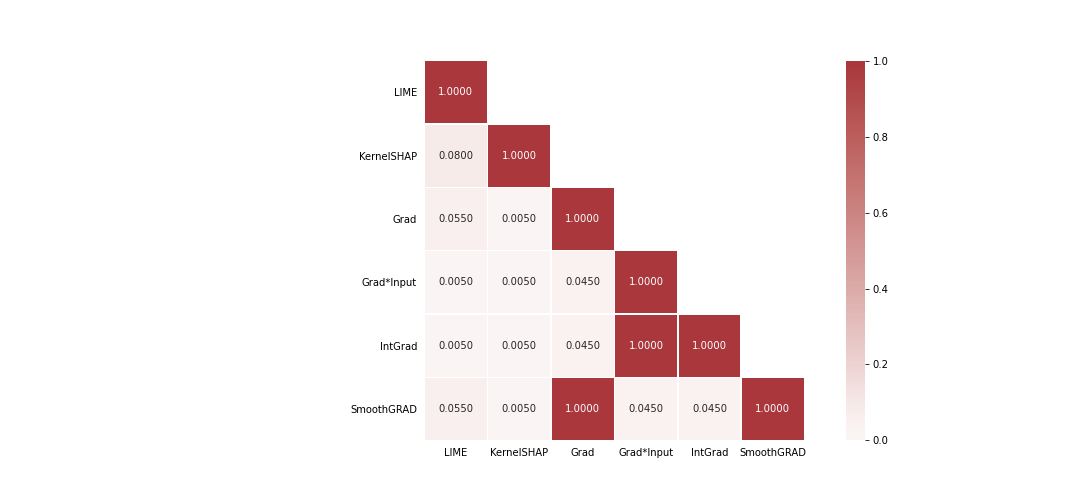 LIME 1.0000
KernelSHAP 0.0800 1.0000
Grad 0.0550 0.0050 1.0000
Grad*Input 0.0050 0.0050 0.0450 1.0000
IntGrad 0.0050 0.0050 0.0450 1.0000 1.0000
SmoothGRAD 0.0550 0.0050 1.0000 0.0450 0.0450 1.0000
LIME KernelSHAP Grad Grad*Input IntGrad SmoothGRAD
1.0
0.8
0.6
0.4
0.2
0.0